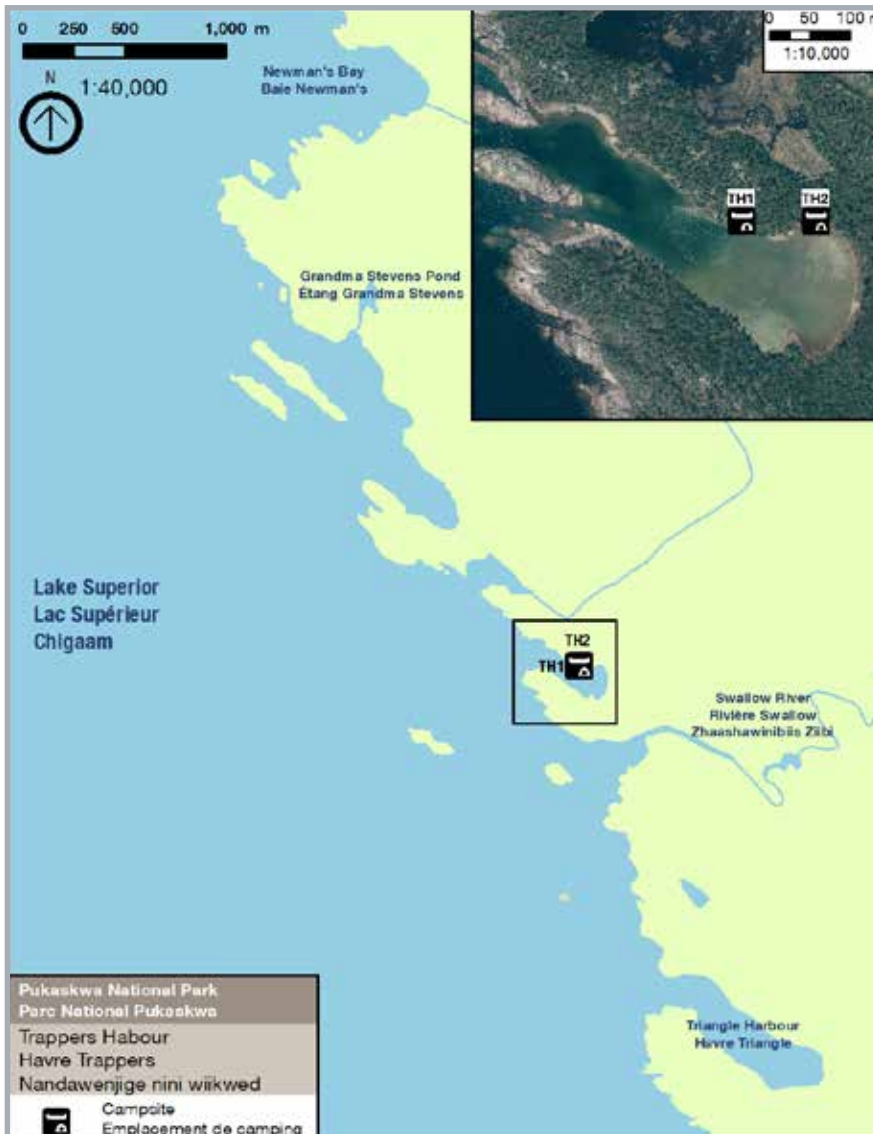 0 250 500 1,000 m
N
1:40,000
Newman's Bay
Baie Newman's
0 50 100 m
1:10,000
TH1 TH2
Grandma Stevens Pond
Étang Grandma Stevens
Lake Superior
Lac Supérieur
Chigaam
TH2
TH1
Swallow River
Rivière Swallow
Zhaashawinibiis Ziibi
Triangle Harbour
Havre Triangle
Pukaskwa National Park
Parc National Pukaskwa
Trappers Habour
Havre Trappers
Nandawenjige nini wiikwed
Campsite
Emplacement de camping